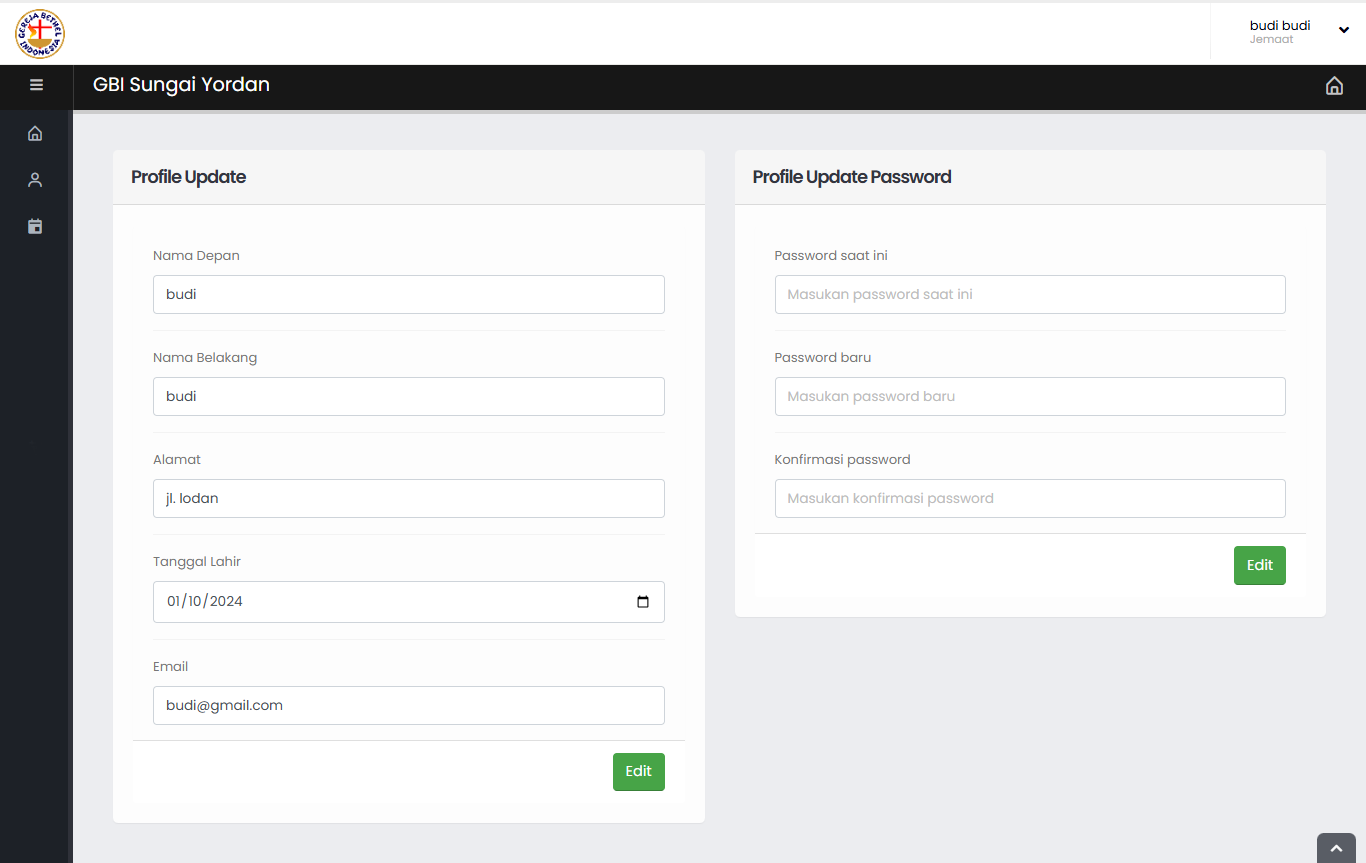 GEREJA BETHEL
INDONESIA
budi budi
Jemaat
GBI Sungai Yordan
Profile Update
Nama Depan
budi
Nama Belakang
budi
Alamat
jl. lodan
Tanggal Lahir
01/10/2024
Email
budi@gmail.com
Edit
Profile Update Password
Password saat ini
Masukan password saat ini
Password baru
Masukan password baru
Konfirmasi password
Masukan konfirmasi password
Edit